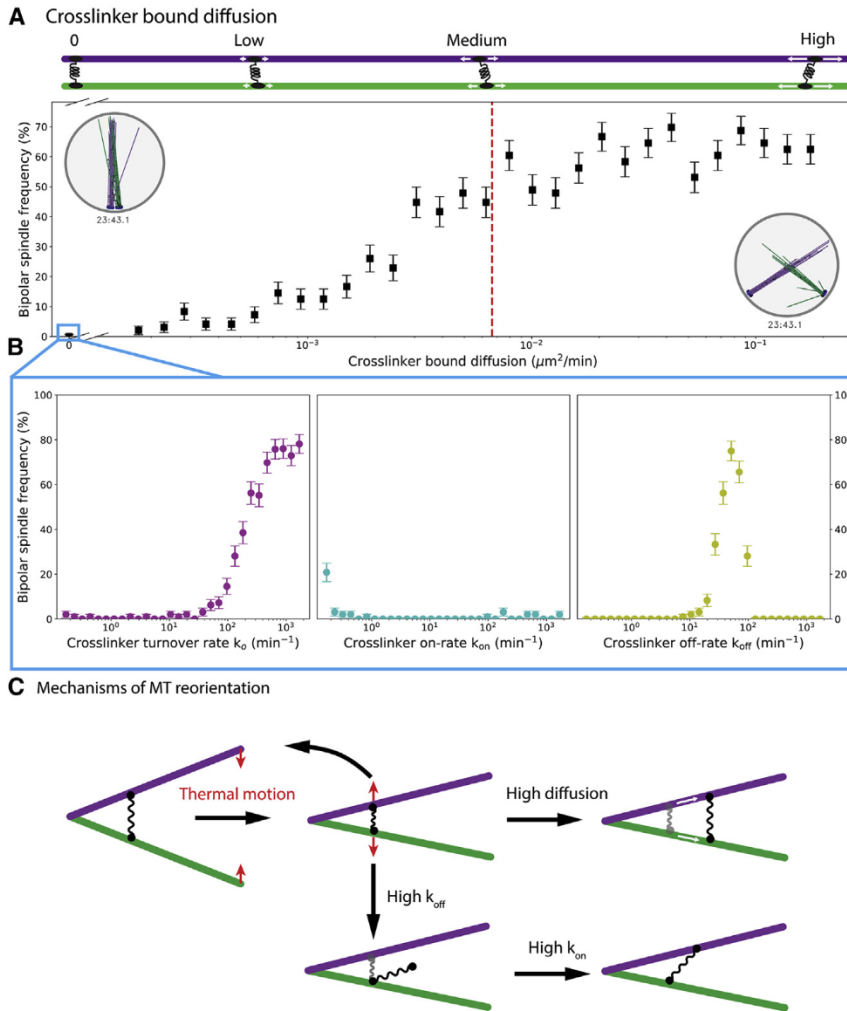 A Crosslinker bound diffusion
0 Low Medium High
Bipolar spindle frequency (%)
70
60
50
40
30
20
10
0
23:43.1
23:43.1
0 10⁻³ 10⁻² 10⁻¹
Crosslinker bound diffusion (μm²/min)
B
Bipolar spindle frequency (%)
100 100
80 80
60 60
40 40
20 20
0 0
10⁰ 10¹ 10² 10³ 10⁰ 10¹ 10² 10³ 10⁰ 10¹ 10² 10³
Crosslinker turnover rate kₒ (min⁻¹) Crosslinker on-rate kon (min⁻¹) Crosslinker off-rate koff (min⁻¹)
C Mechanisms of MT reorientation
Thermal motion
High diffusion
High koff
High kon